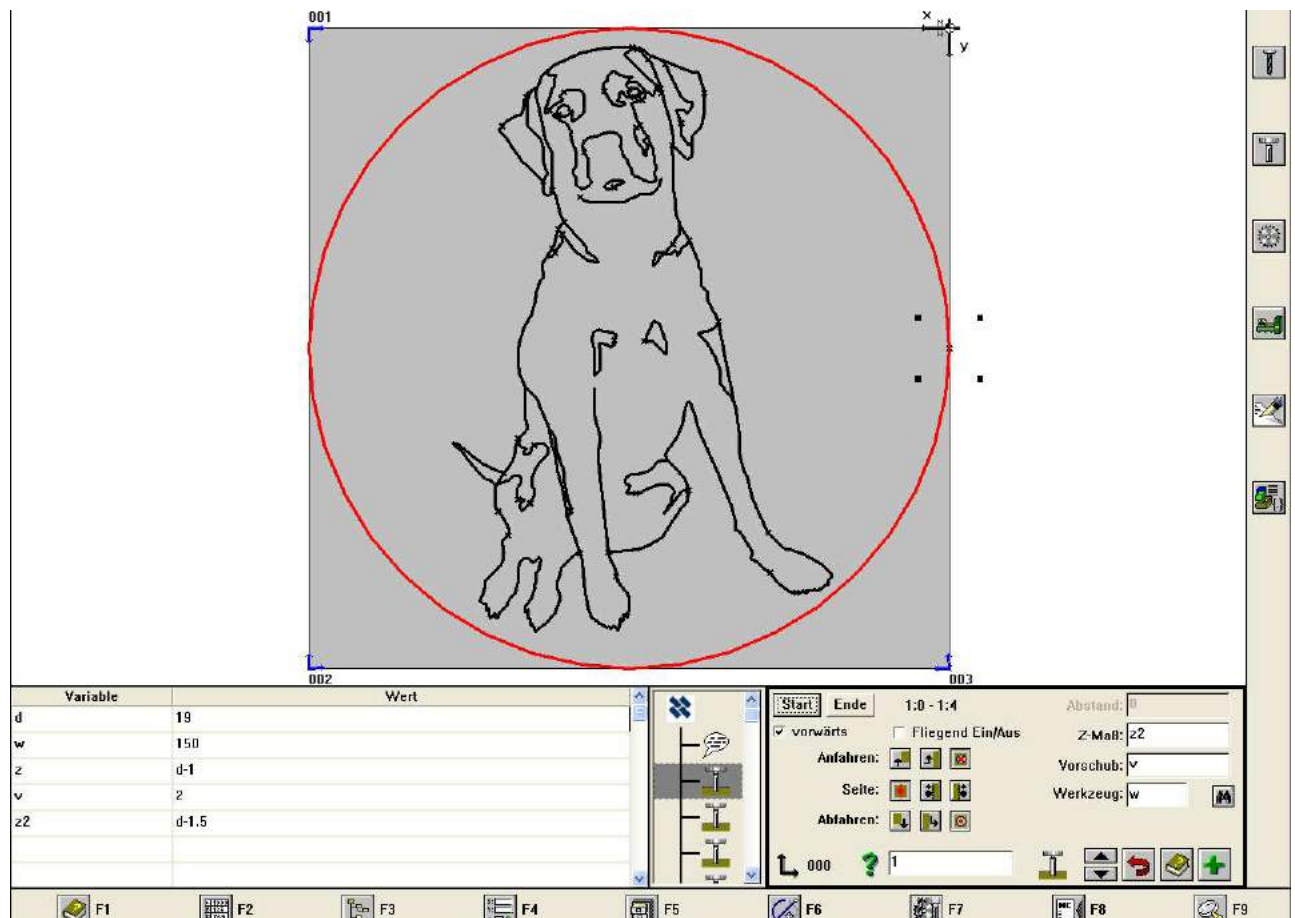 001
x
y
002
003
Variable Wert
d 19
w 150
z d-1
v 2
z2 d-1.5
Start Ende 1:0 - 1:4 Abstand: 0
vorwärts Fliegend Ein/Aus Z-Maß: z2
Anfahren: Vorschub: v
Seite: Werkzeug: w
Abfahren:
000 ? 1
F1 F2 F3 F4 F5 F6 F7 F8 F9